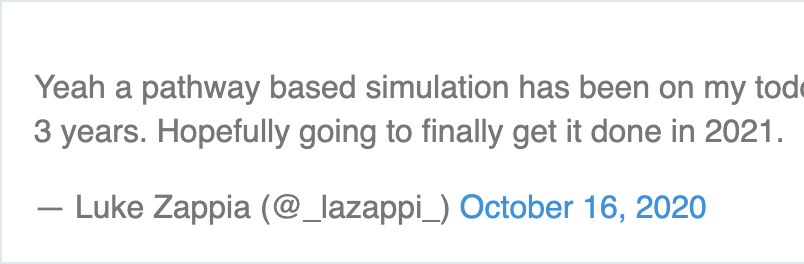 Yeah a pathway based simulation has been on my
3 years. Hopefully going to finally get it done in 2021.
— Luke Zappia (@_lazappi_) October 16, 2020